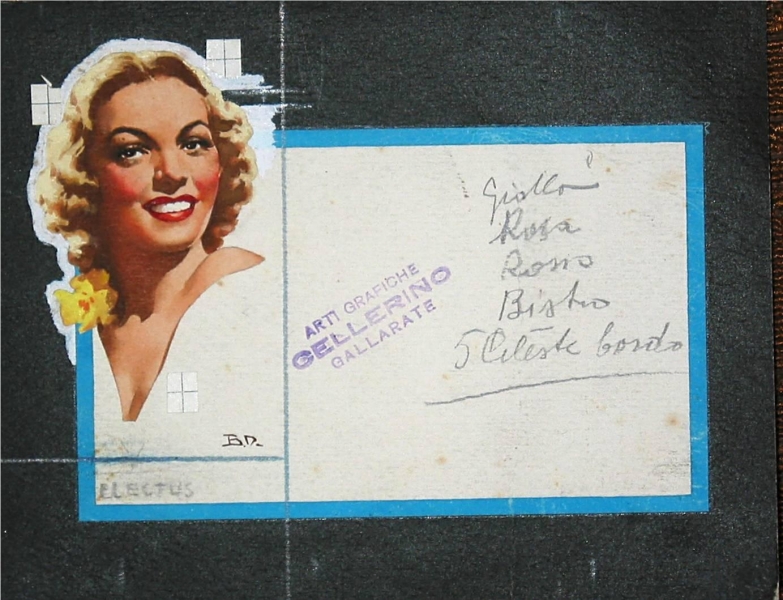 Giallo
Rosa
Rosso
Bistro
5 Celeste bordo
ARTI GRAFICHE
GELLERINO
GALLARATE
B.D.
ELECTUS